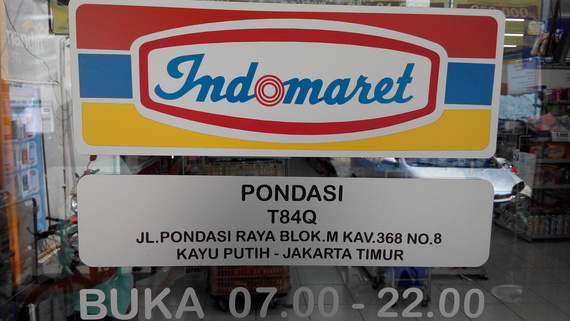 Indomaret
PONDASI
T84Q
JL.PONDASI RAYA BLOK.M KAV.368 NO.8
KAYU PUTIH - JAKARTA TIMUR
BUKA 07.00 - 22.00